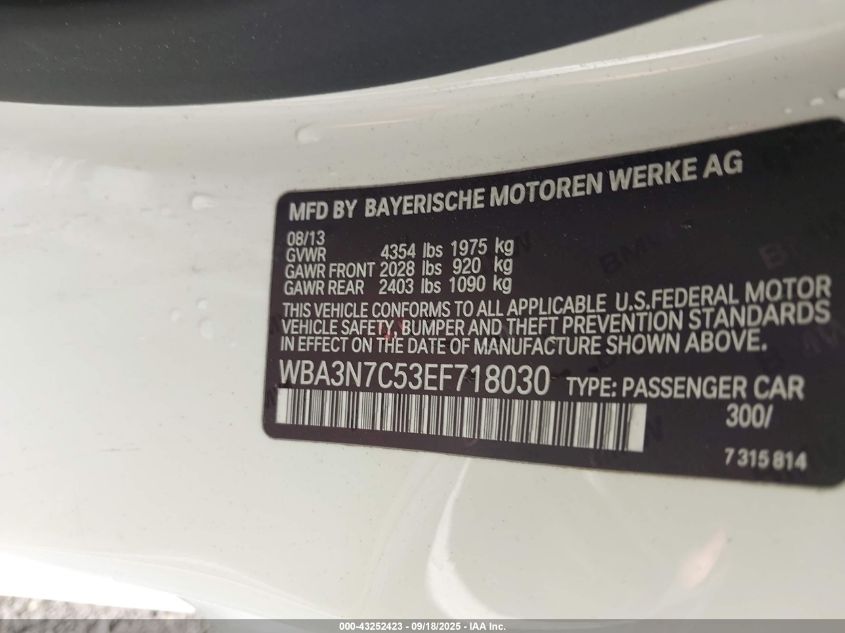 MFD BY BAYERISCHE MOTOREN WERKE AG
08/13
GVWR 4354 lbs 1975 kg
GAWR FRONT 2028 lbs 920 kg
GAWR REAR 2403 lbs 1090 kg
THIS VEHICLE CONFORMS TO ALL APPLICABLE U.S.FEDERAL MOTOR
VEHICLE SAFETY, BUMPER AND THEFT PREVENTION STANDARDS
IN EFFECT ON THE DATE OF MANUFACTURE SHOWN ABOVE.
WBA3N7C53EF718030 TYPE: PASSENGER CAR
300/
7 315 814
000-43252423 - 09/18/2025 - IAA Inc.